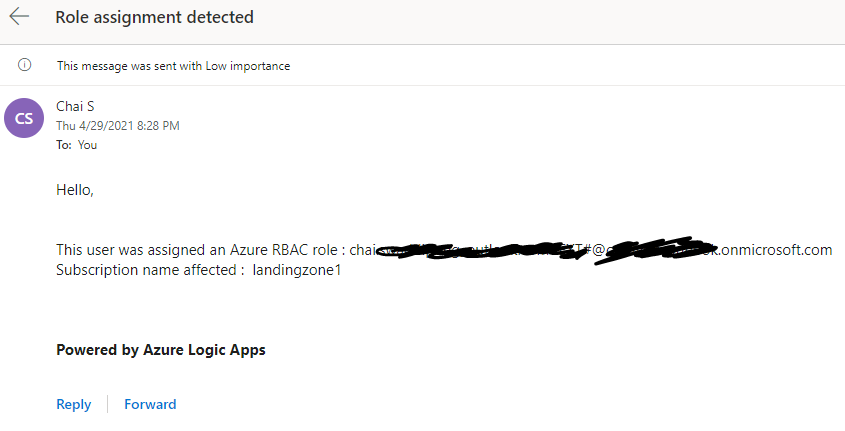 Role assignment detected
This message was sent with Low importance
CS
Chai S
Thu 4/29/2021 8:28 PM
To: You
Hello,
This user was assigned an Azure RBAC role : chai #@ .onmicrosoft.com
Subscription name affected : landingzone1
Powered by Azure Logic Apps
Reply
Forward